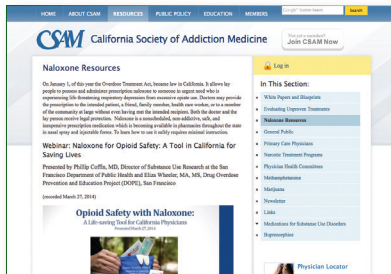 HOME
ABOUT CSAM
RESOURCES
PUBLIC POLICY
EDUCATION
MEMBERS
Search
CSAM California Society of Addiction Medicine
Join CSAM Now
Naloxone Resources
On January 1, of this year the Overdose Treatment Act, became law in California. It allows lay
people to possess and administer prescription naloxone to someone in urgent need who is
experiencing life-threatening respiratory depression from excessive opiate use. Doctors may provide
the prescription to the intended patient, a friend, family member, health care worker, or to a member
of the community at large without even having met the intended recipient. Both the doctor and the
lay person receive legal protection. Naloxone is a nonscheduled, non-addictive, safe, and
inexpensive prescription medication which is becoming available in pharmacies throughout the state
in nasal spray and injectable forms. To learn how to use it safely requires minimal instruction.
Webinar: Naloxone for Opioid Safety: A Tool in California for
Saving Lives
Presented by Phillip Coffin, MD, Director of Substance Use Research at the San
Francisco Department of Public Health and Eliza Wheeler, MA, MS, Drug Overdose
Prevention and Education Project (DOPE), San Francisco
(recorded March 27, 2014)
Opioid Safety with Naloxone:
A Life-saving Tool for California Physicians
Presented March 27, 2014
Log in
In This Section:
White Papers and Blueprints
Evaluating Unproven Treatments
Naloxone Resources
General Public
Primary Care Physicians
Narcotic Treatment Programs
Physician Health Committees
Methamphetamine
Marijuana
Newsletter
Links
Medications for Substance Use Disorders
Buprenorphine
Physician Locator